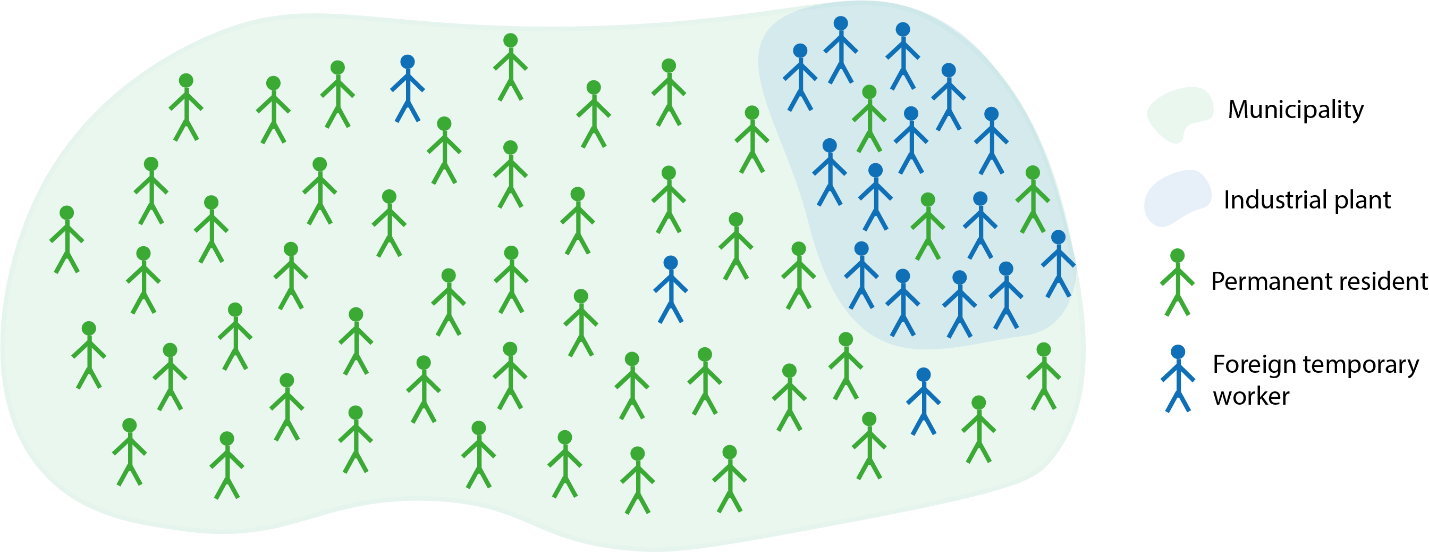 Municipality
Industrial plant
Permanent resident
Foreign temporary
worker